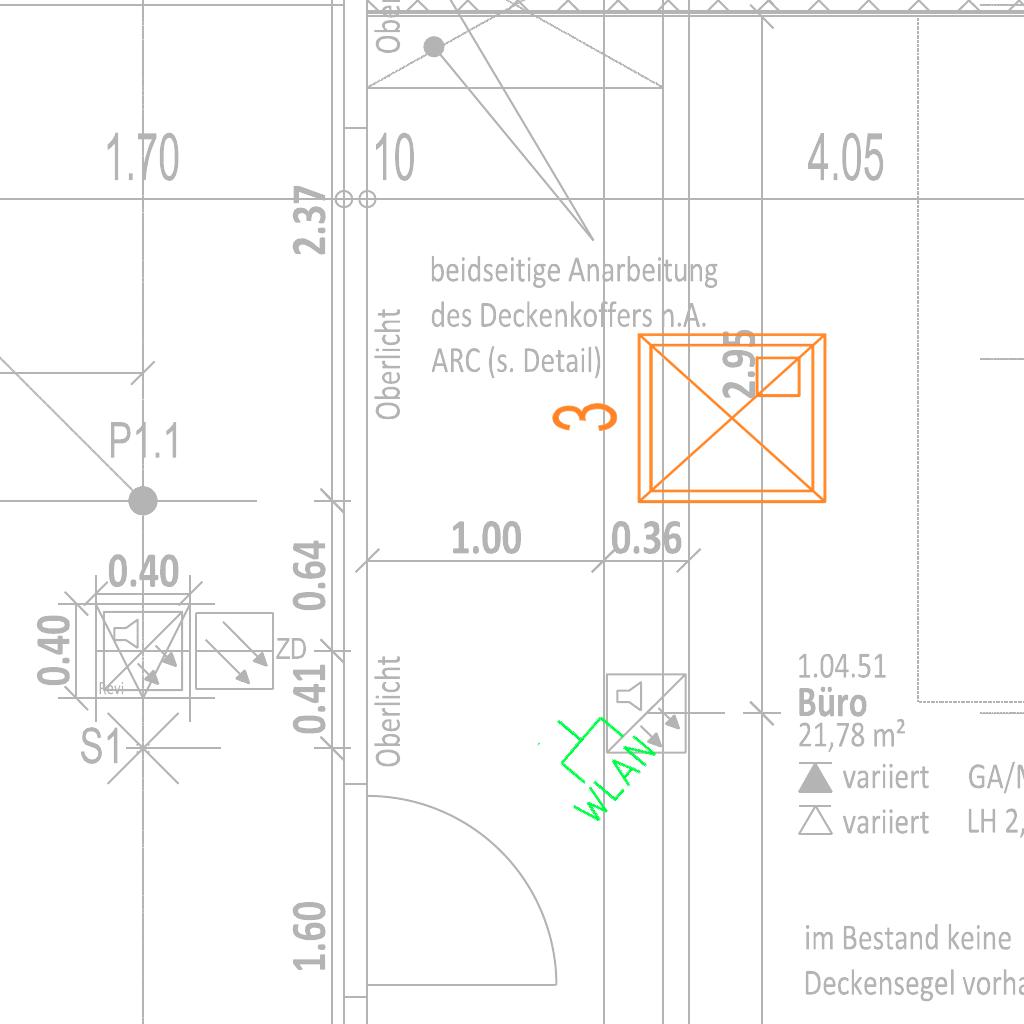 Ober
1.70
10
4.05
2.37
beidseitige Anarbeitung
des Deckenkoffers n.A.
ARC (s. Detail)
Oberlicht
2.95
3
P1.1
1.00
0.36
0.64
0.40
0.40
ZD
Revi
0.41
Oberlicht
S1
WLAN
1.04.51
Büro
21,78 m²
variiert GA/
variiert LH 2,
1.60
im Bestand keine
Deckensegel vorha